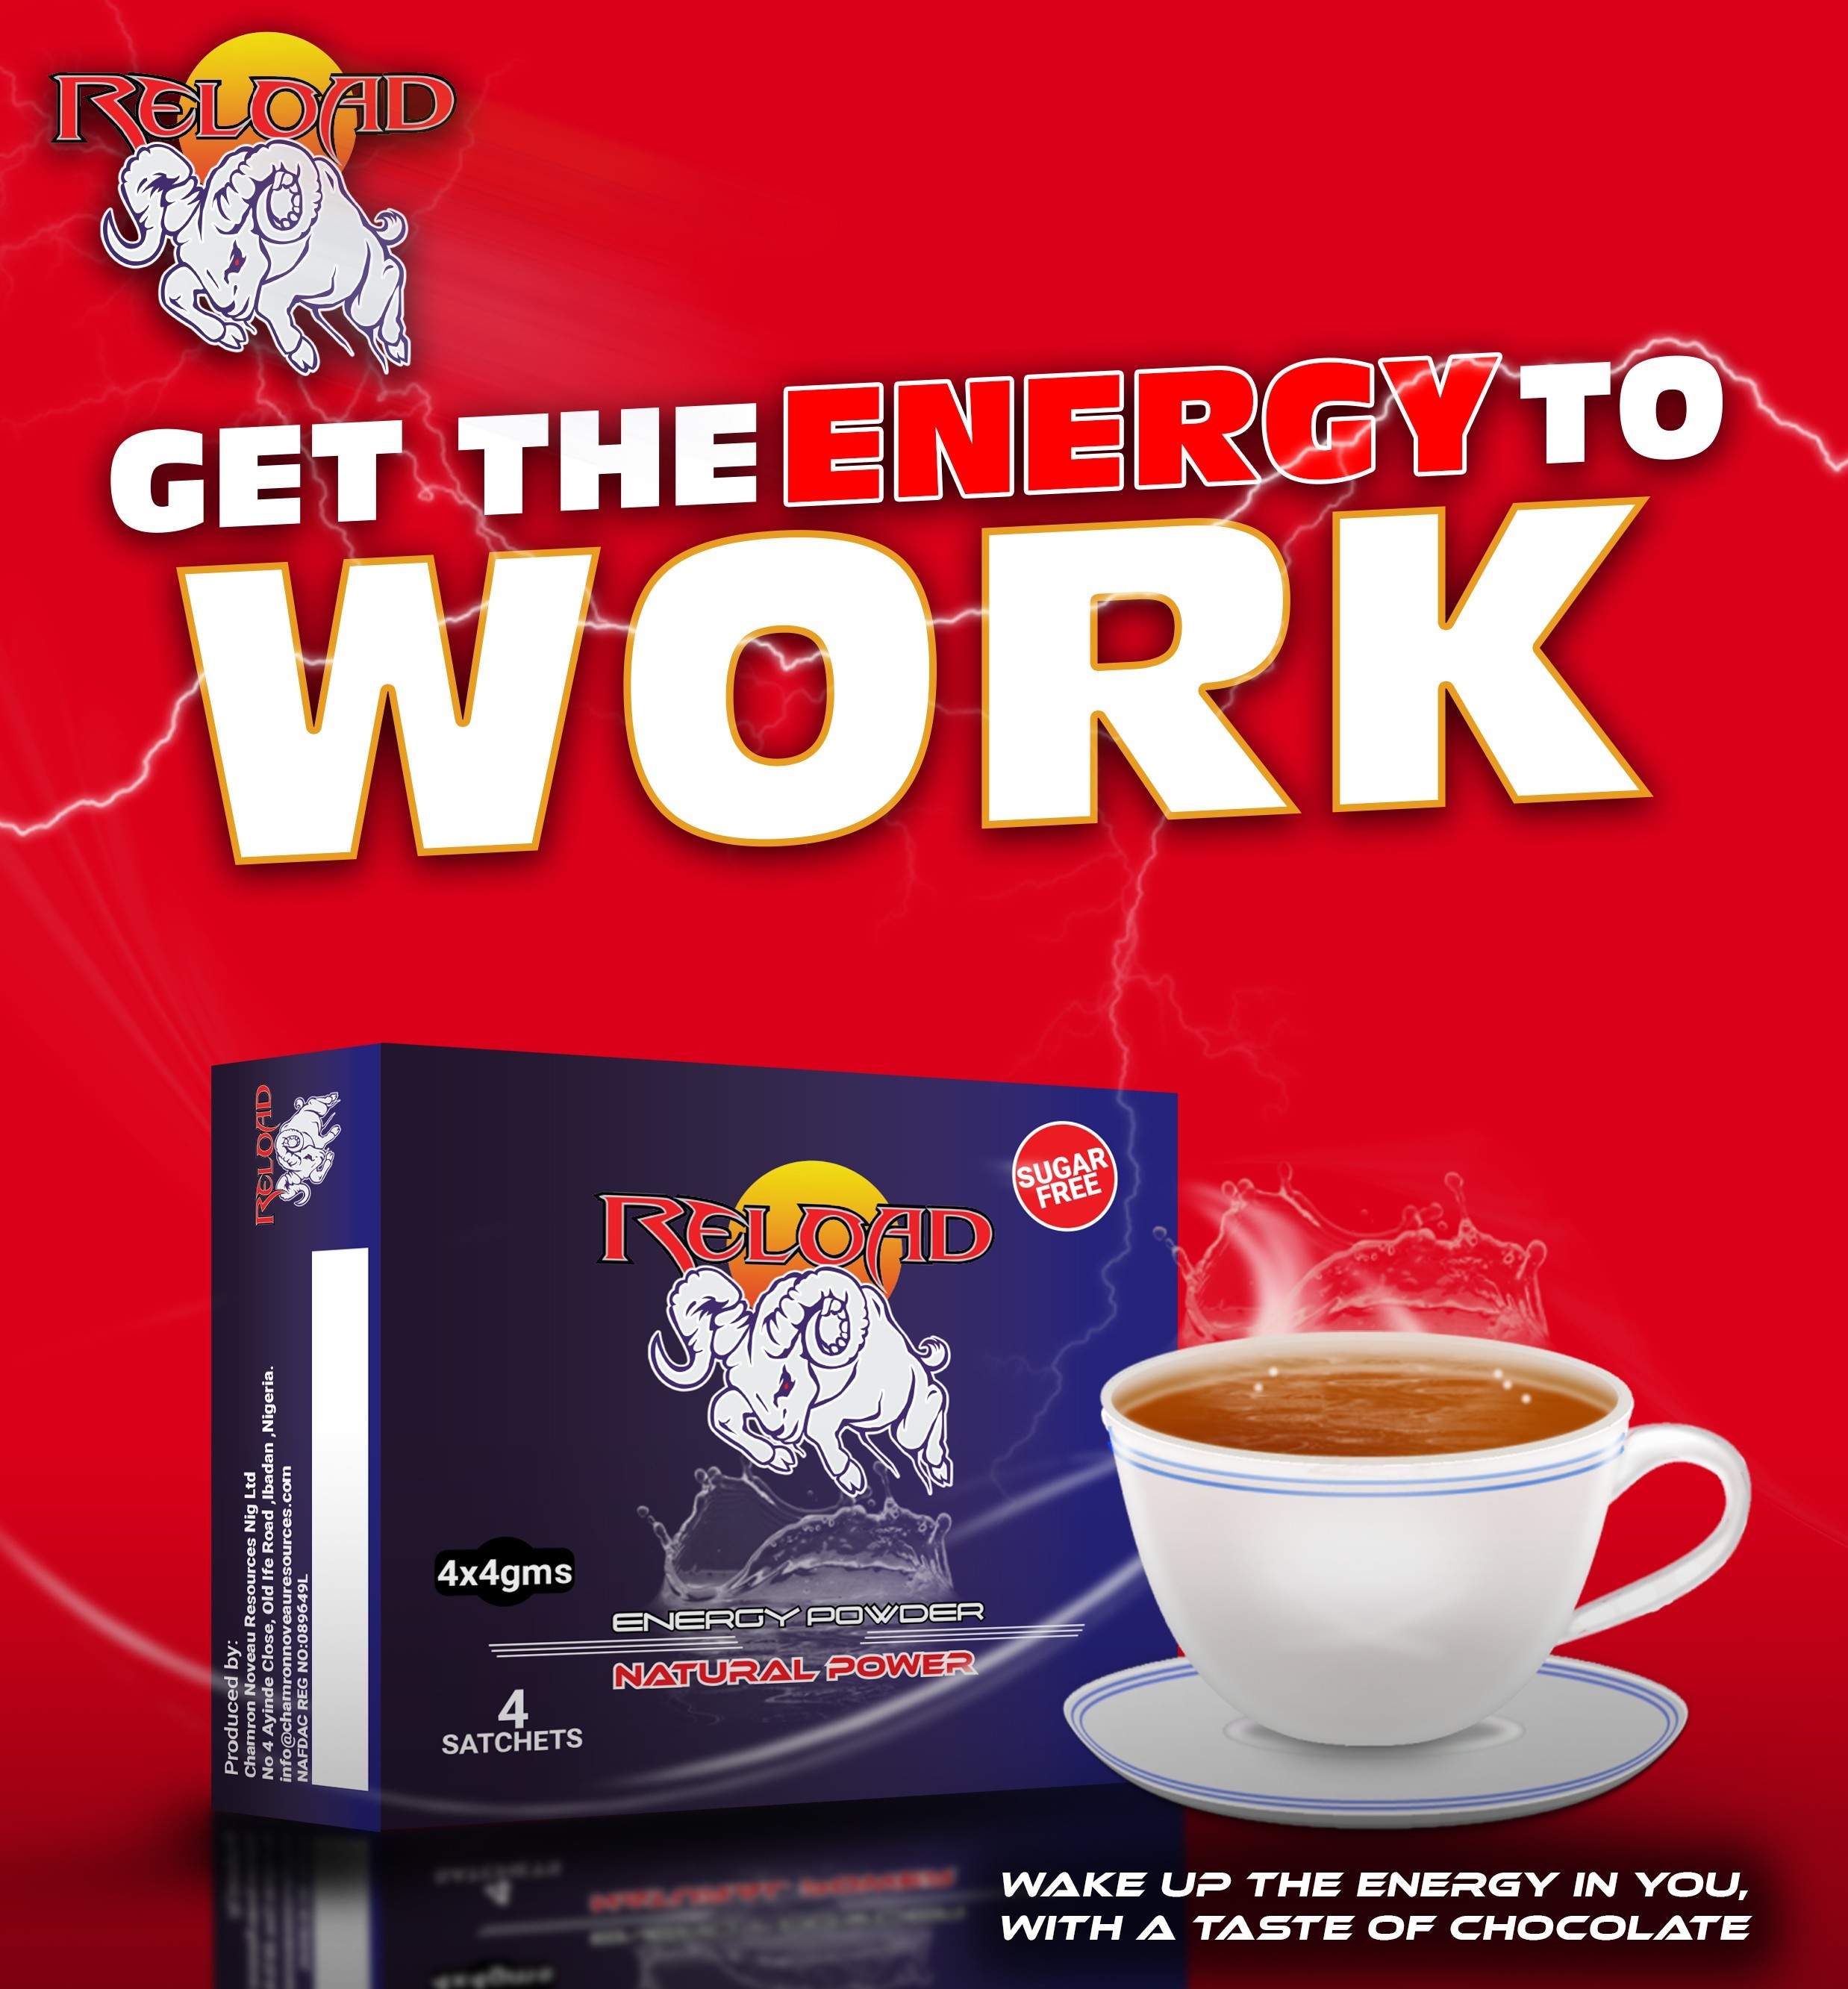 RELOAD
GET THE ENERGY TO
WORK
RELOAD
Produced by:
Chamron Noveau Resources Nig Ltd
No 4 Ayinde Close, Old Ife Road ,Ibadan ,Nigeria.
info@chamronnoveauresources.com
NAFDAC REG NO:089649L
SUGAR
FREE
RELOAD
4x4gms
ENERGY POWDER
NATURAL POWER
4
SATCHETS
WAKE UP THE ENERGY IN YOU,
WITH A TASTE OF CHOCOLATE